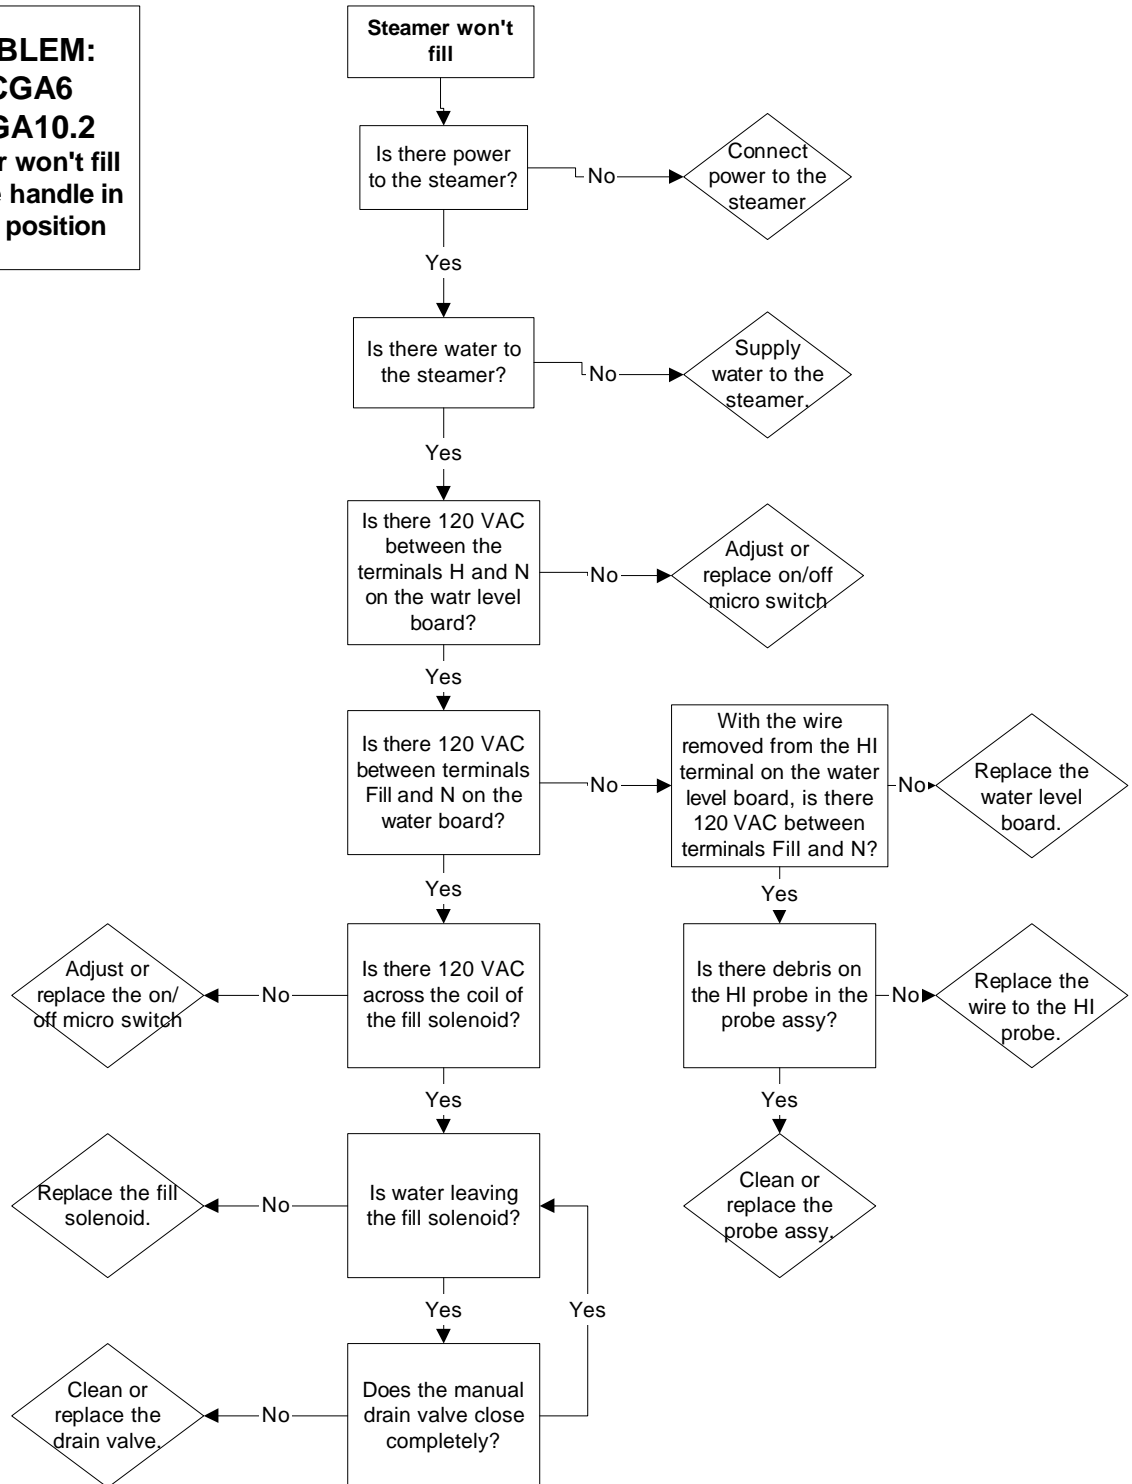 BLEM:
CGA6
GA10.2
r won't fill
e handle in
position
Steamer won't
fill
Is there power
to the steamer?
No
Connect
power to the
steamer
Yes
Is there water to
the steamer?
No
Supply
water to the
steamer.
Yes
Is there 120 VAC
between the
terminals H and N
on the watr level
board?
No
Adjust or
replace on/off
micro switch
Yes
Is there 120 VAC
between terminals
Fill and N on the
water board?
No
With the wire
removed from the HI
terminal on the water
level board, is there
120 VAC between
terminals Fill and N?
No
Replace the
water level
board.
Yes
Yes
Adjust or
replace the on/
off micro switch
No
Is there 120 VAC
across the coil of
the fill solenoid?
Is there debris on
the HI probe in the
probe assy?
No
Replace the
wire to the HI
probe.
Yes
Yes
Replace the fill
solenoid.
No
Is water leaving
the fill solenoid?
Clean or
replace the
probe assy.
Yes
Yes
Clean or
replace the
drain valve.
No
Does the manual
drain valve close
completely?